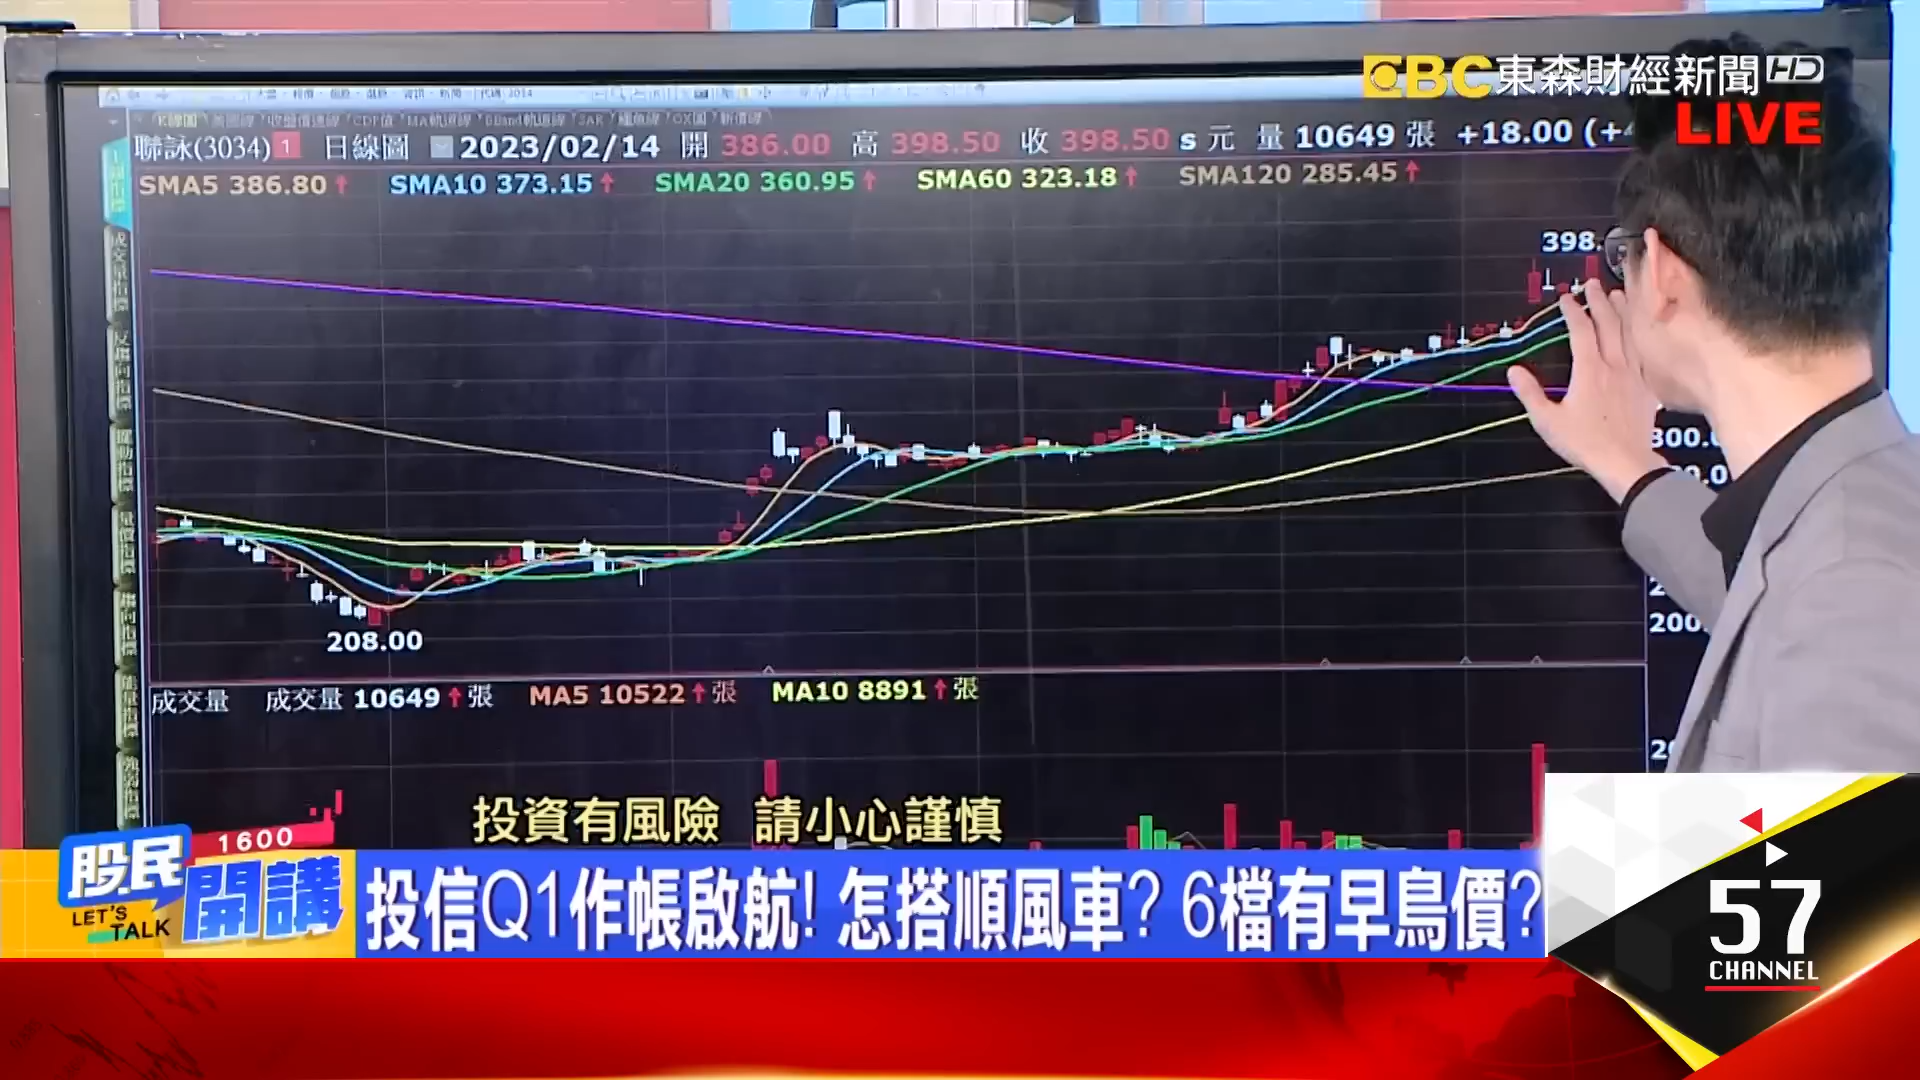 EBC 東森財經新聞 HD
LIVE
聯詠(3034) 1 日線圖 2023/02/14 開 386.00 高 398.50 收 398.50 s 元 量 10649 張 +18.00
SMA5 386.80↑ SMA10 373.15↑ SMA20 360.95↑ SMA60 323.18↑ SMA120 285.45↑
398.
300.
200.
208.00
成交量 成交量 10649↑張 MA5 10522↑張 MA10 8891↑張
投資有風險 請小心謹慎
1600
股民開講
LET'S TALK
投信Q1作帳啟航! 怎搭順風車? 6檔有早鳥價?
57
CHANNEL